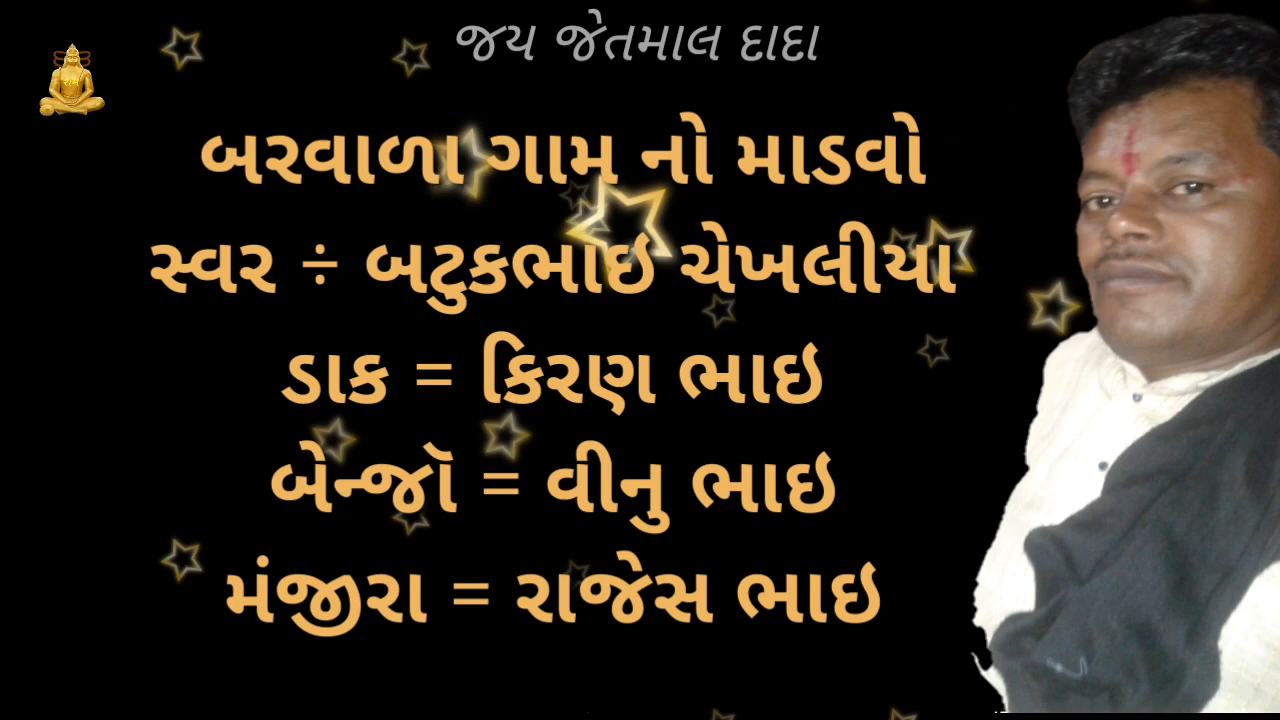 જય જેતમાલ દાદા
બરવાળા ગામ નો માડવો
સ્વર ÷ બટુકભાઇ ચેખલીયા
ડાક = કિરણ ભાઇ
બેન્જૉ = વીનુ ભાઇ
મંજીરા = રાજેસ ભાઇ